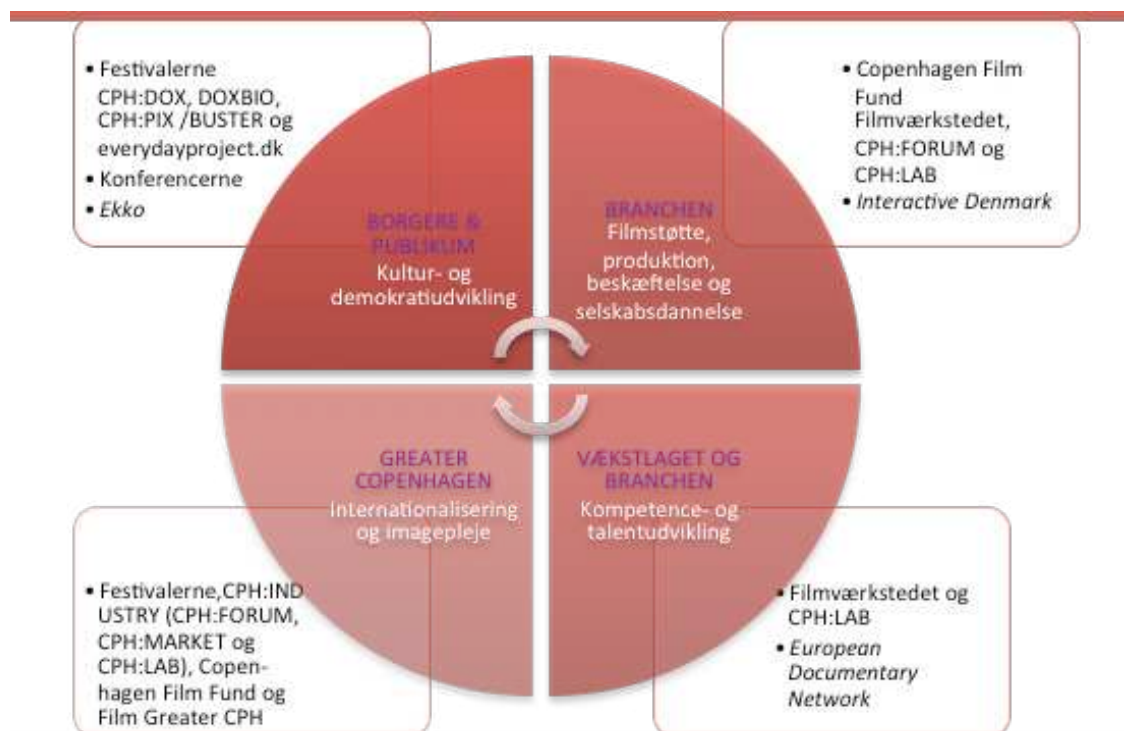 • Festivalerne
CPH:DOX, DOXBIO,
CPH:PIX /BUSTER og
everydayproject.dk
• Konferencerne
• Ekko
BORGERE &
PUBLIKUM
Kultur- og
demokratiudvikling
• Copenhagen Film
Fund
Filmværkstedet,
CPH:FORUM og
CPH:LAB
• Interactive Denmark
BRANCHEN
Filmstøtte,
produktion,
beskæftelse og
selskabsdannelse
GREATER
COPENHAGEN
Internationalisering
og imagepleje
• Festivalerne,CPH:IND
USTRY (CPH:FORUM,
CPH:MARKET og
CPH:LAB), Copen-
hagen Film Fund og
Film Greater CPH
VÆKSTLAGET OG
BRANCHEN
Kompetence- og
talentudvikling
• Filmværkstedet og
CPH:LAB
• European
Documentary
Network